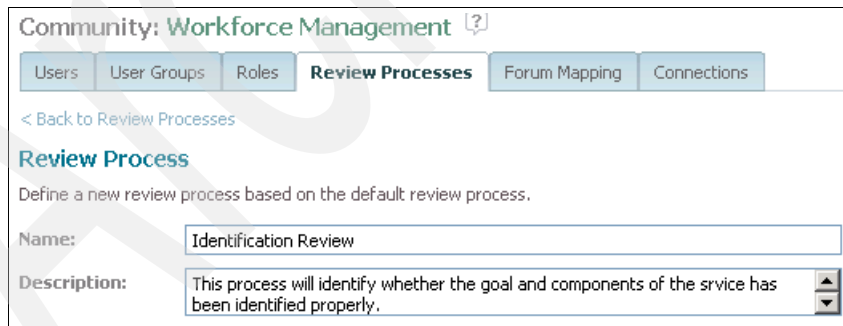 Community: Workforce Management [?]
Users User Groups Roles Review Processes Forum Mapping Connections
< Back to Review Processes
Review Process
Define a new review process based on the default review process.
Name: Identification Review
Description: This process will identify whether the goal and components of the srvice has
been identified properly.